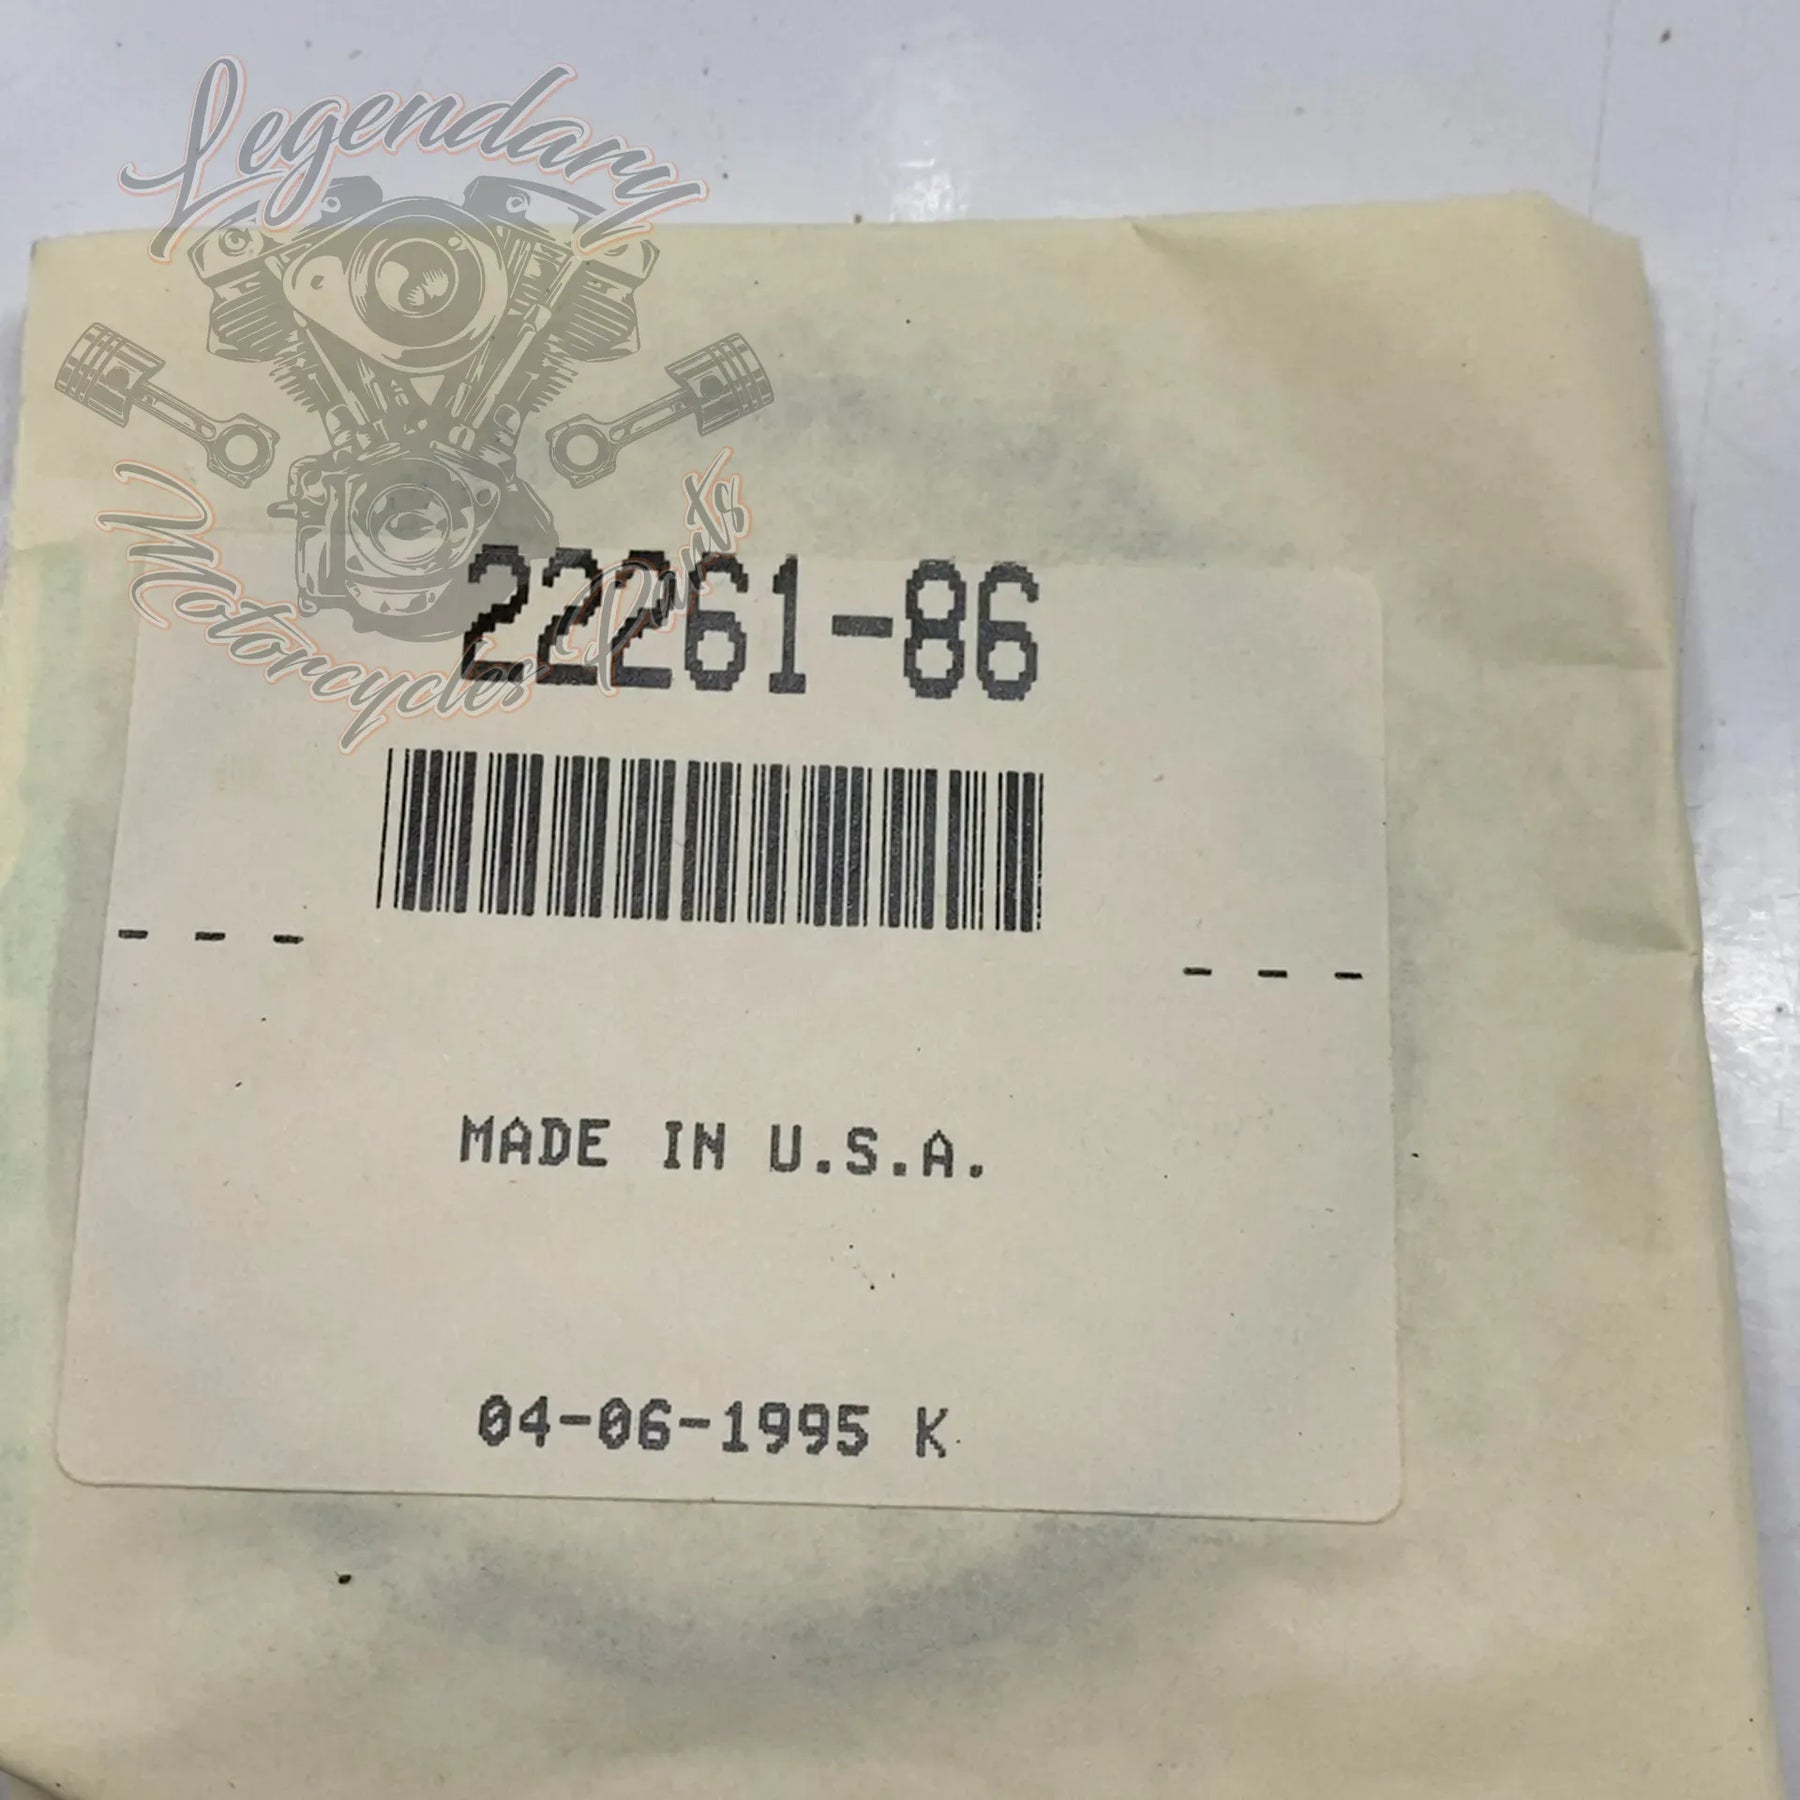 Legendary
Motorcycles Parts
22261-86
- - - - - -
MADE IN U.S.A.
04-06-1995 K